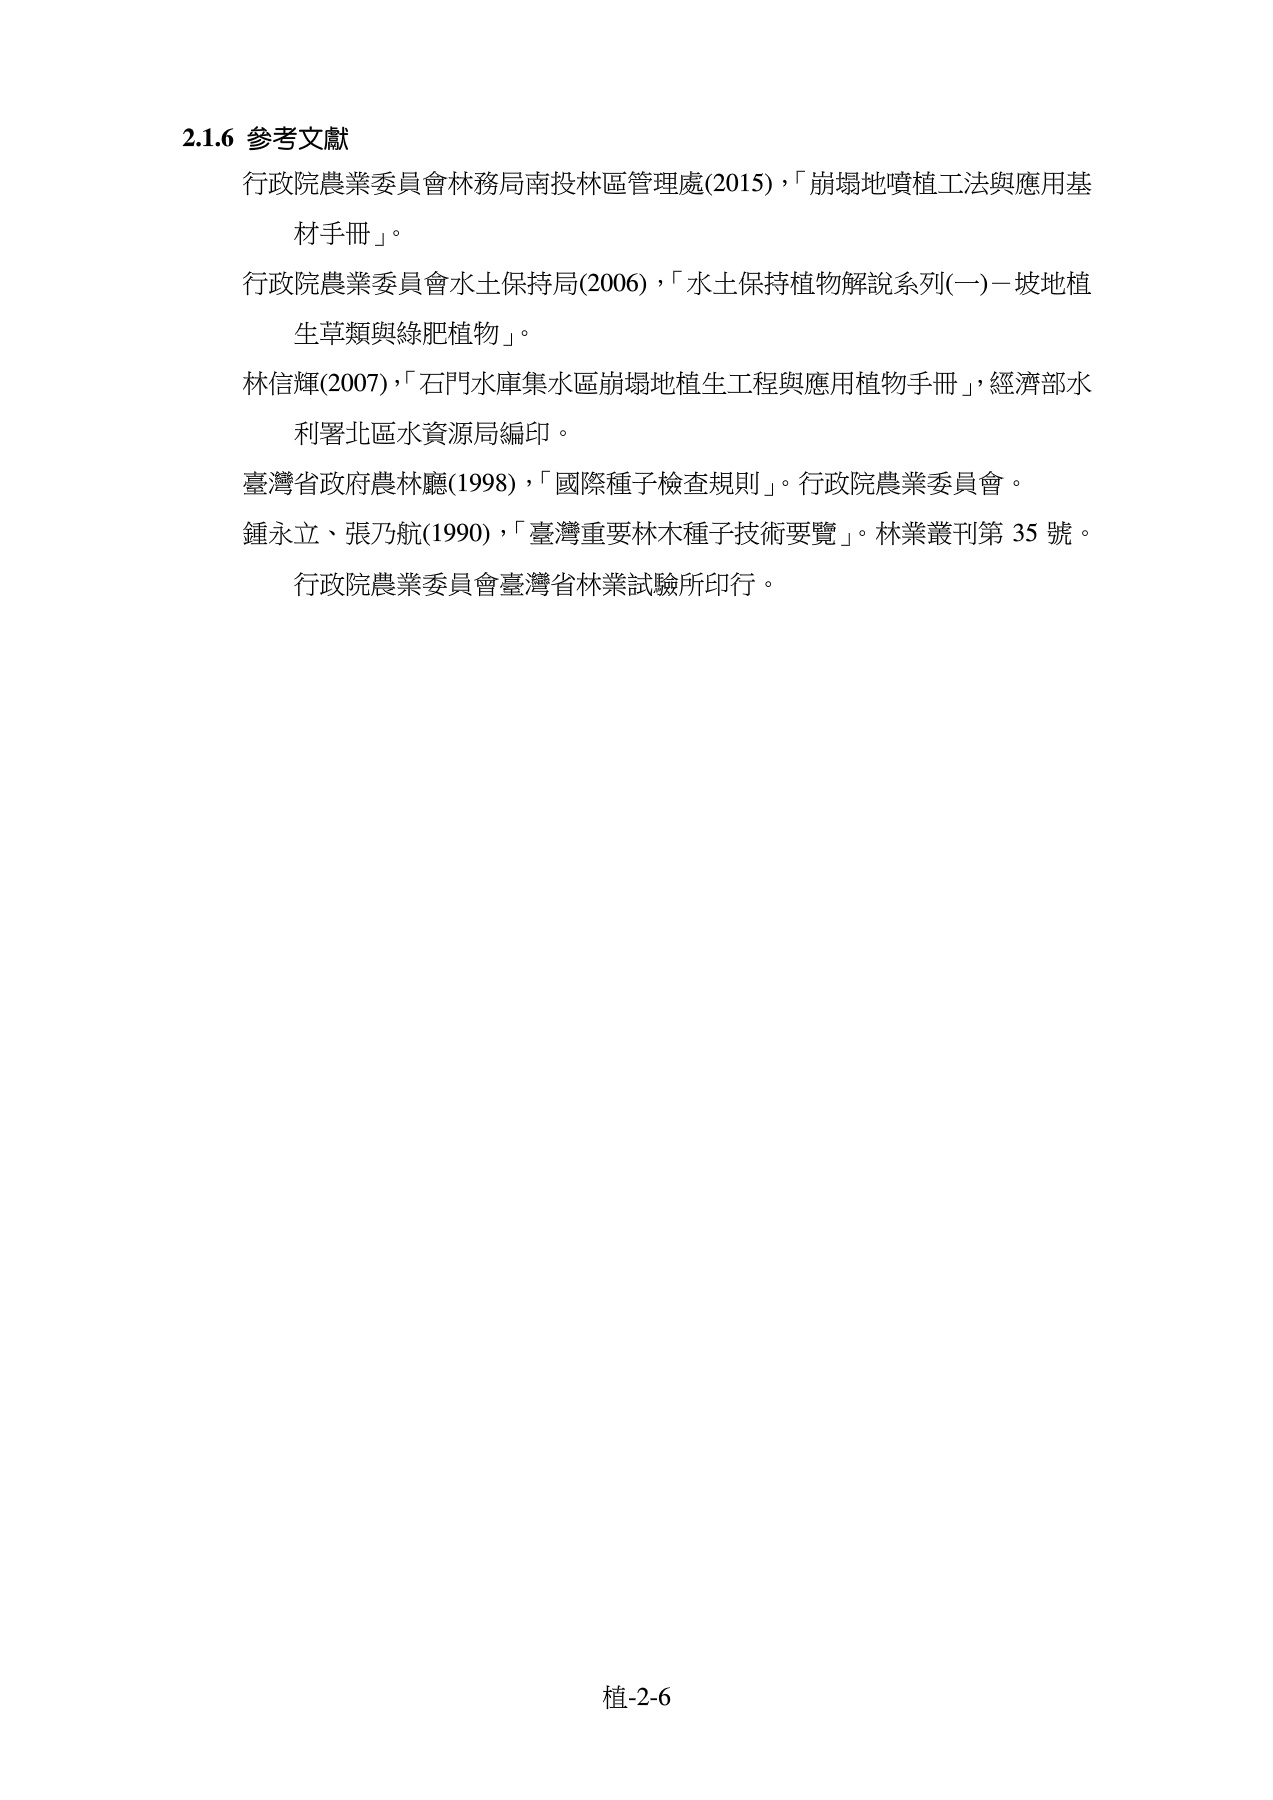 2.1.6 參考文獻
行政院農業委員會林務局南投林區管理處(2015)，「崩塌地噴植工法與應用基
材手冊」。
行政院農業委員會水土保持局(2006)，「水土保持植物解說系列(一)－坡地植
生草類與綠肥植物」。
林信輝(2007)，「石門水庫集水區崩塌地植生工程與應用植物手冊」，經濟部水
利署北區水資源局編印。
臺灣省政府農林廳(1998)，「國際種子檢查規則」。行政院農業委員會。
鍾永立、張乃航(1990)，「臺灣重要林木種子技術要覽」。林業叢刊第 35 號。
行政院農業委員會臺灣省林業試驗所印行。
植-2-6